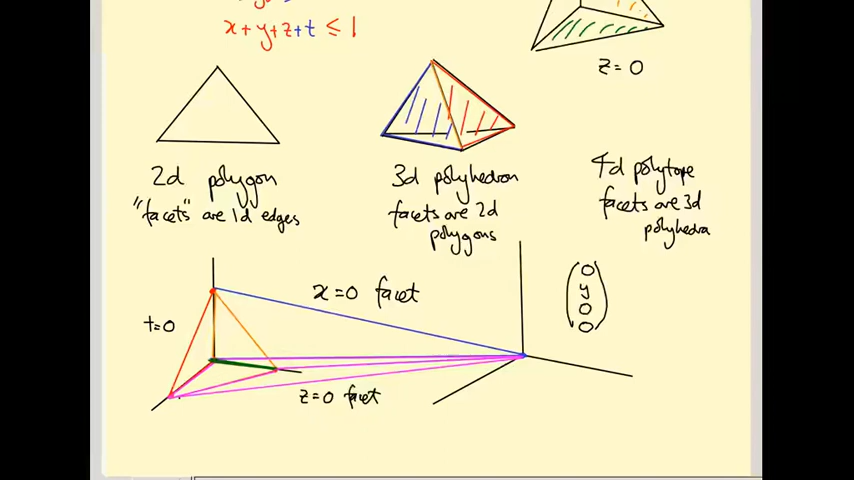 x+y+z+t ≤ 1
z=0
2d polygon
"facets" are 1d edges
3d polyhedron
facets are 2d
polygons
4d polytope
facets are 3d
polyhedra
x=0 facet
t=0
0
y
0
0
z=0 facet